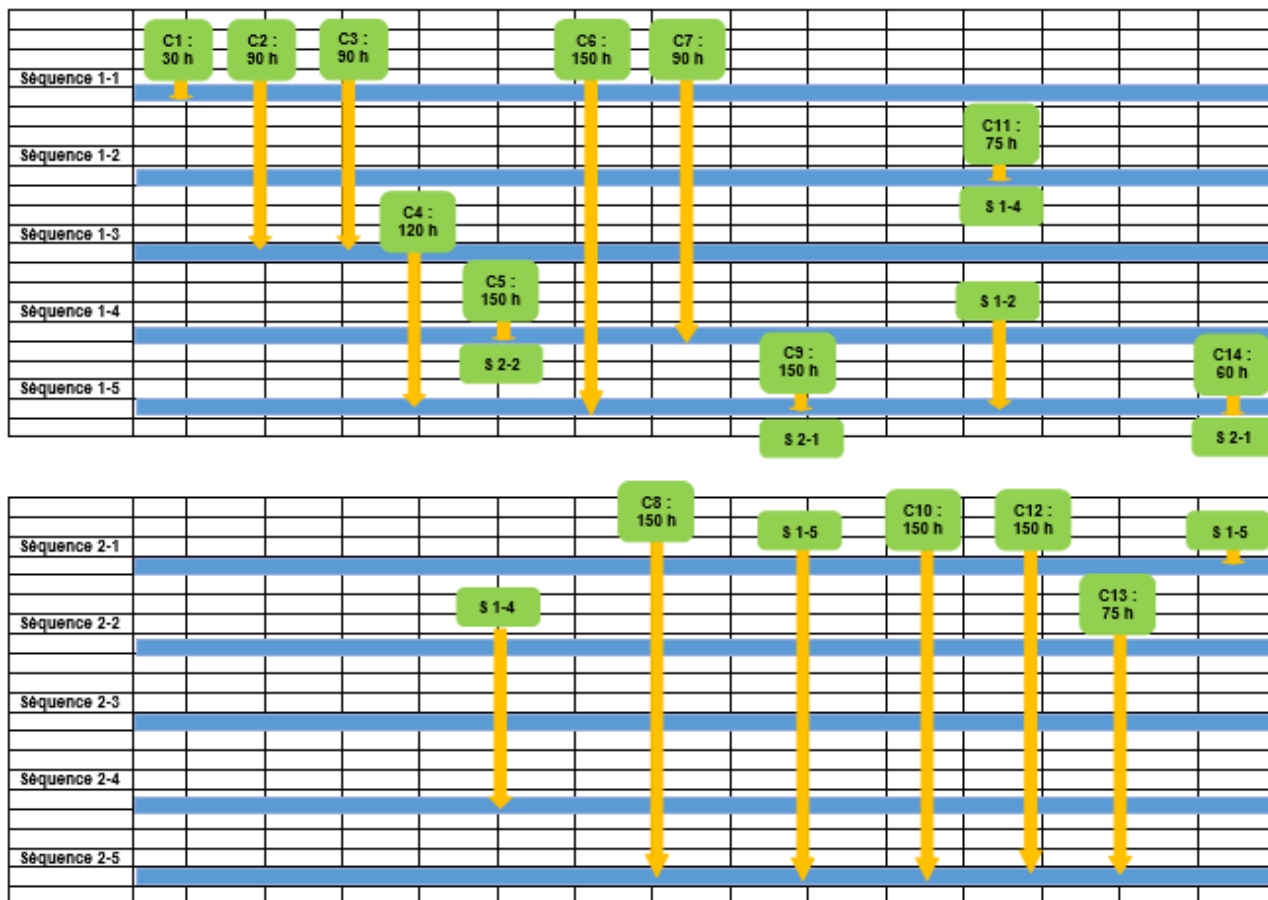 C1 :
30 h
C2 :
90 h
C3 :
90 h
C6 :
150 h
C7 :
90 h
Séquence 1-1
C11 :
75 h
Séquence 1-2
S 1-4
C4 :
120 h
Séquence 1-3
C5 :
150 h
S 1-2
Séquence 1-4
S 2-2
C9 :
150 h
C14 :
60 h
Séquence 1-5
S 2-1
S 2-1
C8 :
150 h
S 1-5
C10 :
150 h
C12 :
150 h
S 1-5
Séquence 2-1
S 1-4
C13 :
75 h
Séquence 2-2
Séquence 2-3
Séquence 2-4
Séquence 2-5